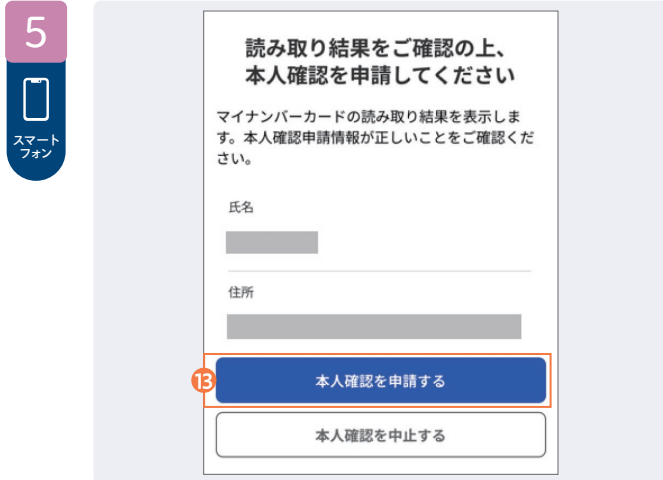 5
スマート
フォン
読み取り結果をご確認の上、
本人確認を申請してください
マイナンバーカードの読み取り結果を表示しま
す。本人確認申請情報が正しいことをご確認くだ
さい。
氏名
住所
13
本人確認を申請する
本人確認を中止する